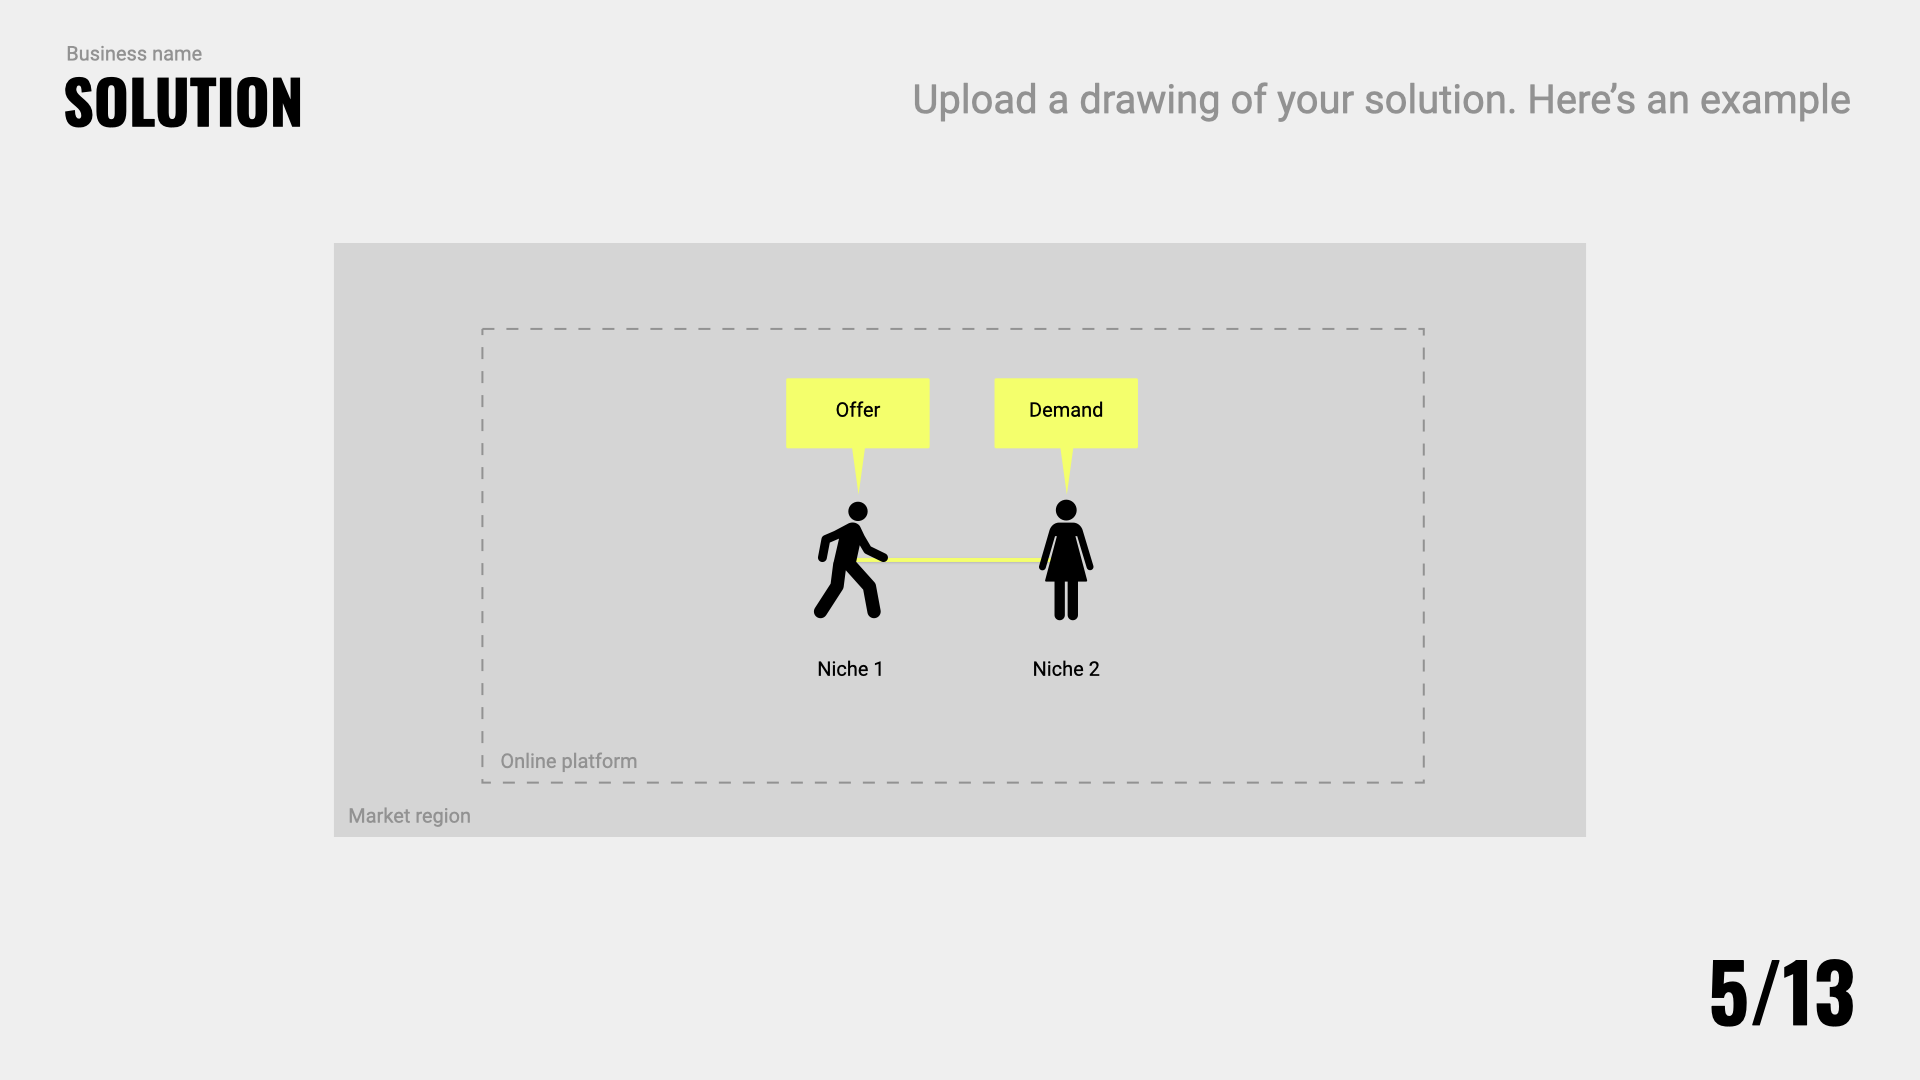 Business name
SOLUTION
Upload a drawing of your solution. Here’s an example
Offer
Demand
Niche 1
Niche 2
Online platform
Market region
5/13